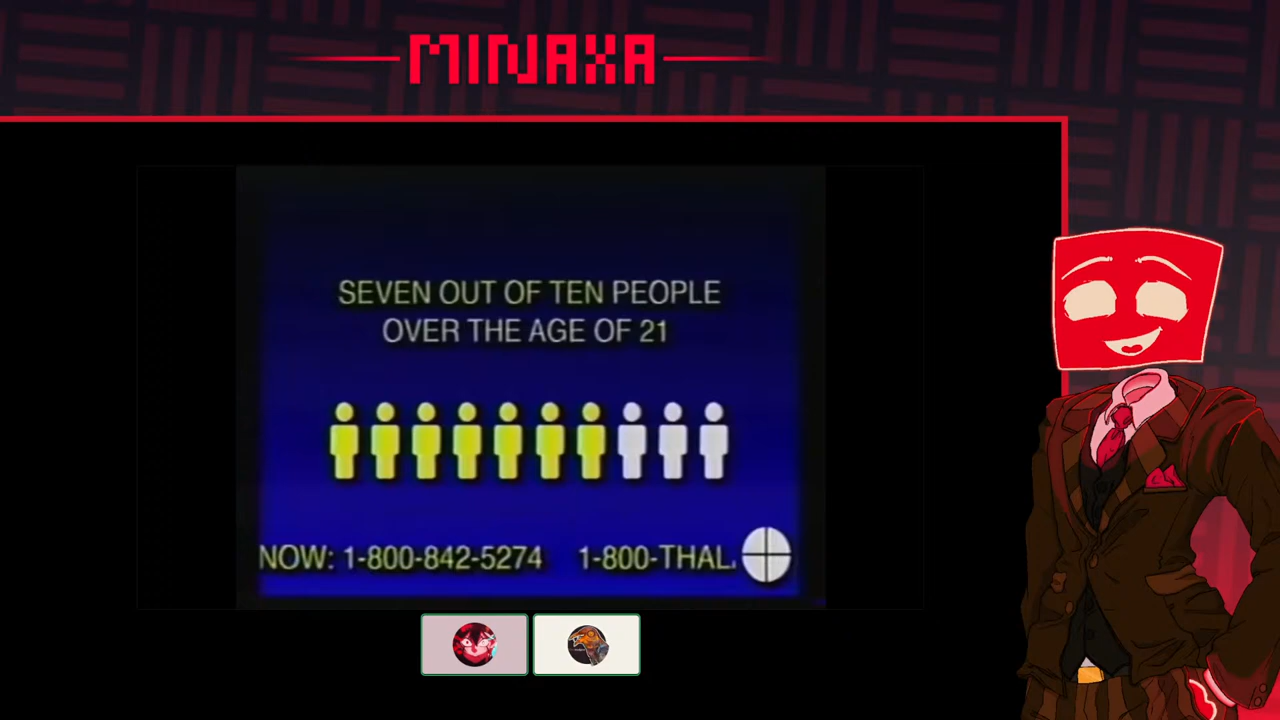 MINAXA
SEVEN OUT OF TEN PEOPLE
OVER THE AGE OF 21
NOW: 1-800-842-5274 1-800-THAL